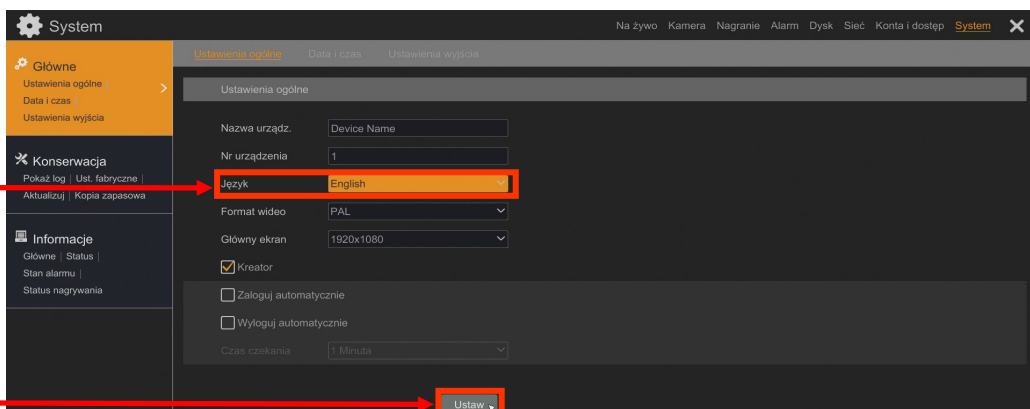 System
Na żywo Kamera Nagranie Alarm Dysk Sieć Konta i dostęp System
Główne
Ustawienia ogólne |
Data i czas |
Ustawienia wyjścia
Konserwacja
Pokaż log | Ust. fabryczne |
Aktualizuj | Kopia zapasowa
Informacje
Główne | Status |
Stan alarmu |
Status nagrywania
Ustawienia ogólne Data i czas Ustawienia wyjścia
Ustawienia ogólne
Nazwa urządz. Device Name
Nr urządzenia 1
Język English
Format wideo PAL
Główny ekran 1920x1080
Kreator
Zaloguj automatycznie
Wyloguj automatycznie
Czas czekania 1 Minuta
Ustaw